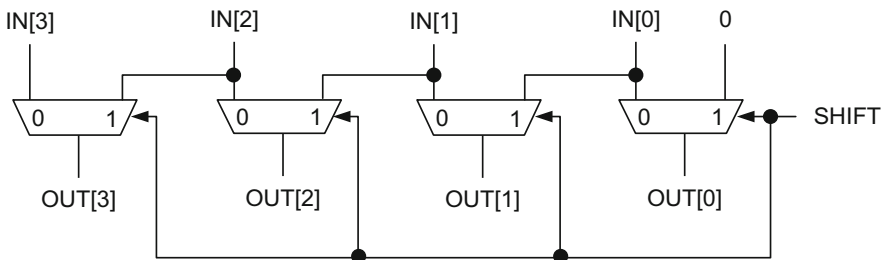 IN[3] IN[2] IN[1] IN[0] 0
0 1 0 1 0 1 0 1 SHIFT
OUT[3] OUT[2] OUT[1] OUT[0]